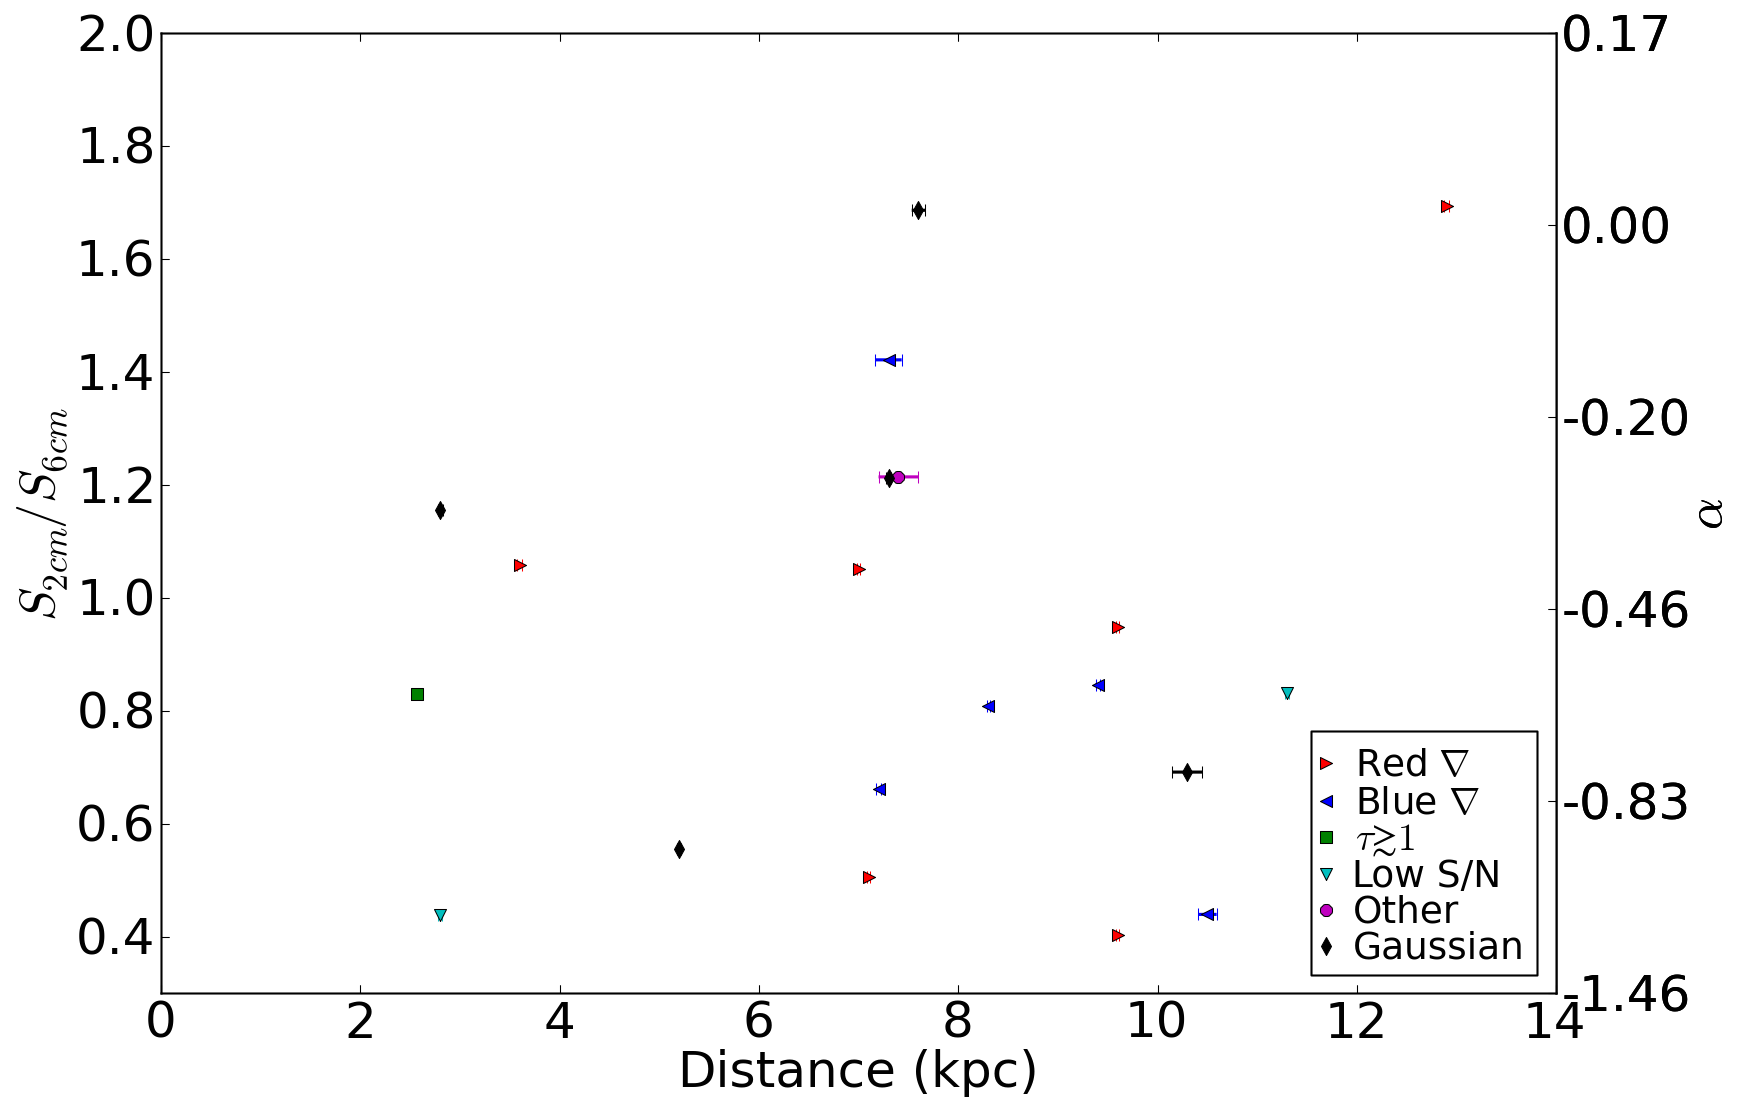 2.0
1.8
1.6
1.4
1.2
1.0
0.8
0.6
0.4
S2cm/S6cm
0.17
0.00
-0.20
-0.46
-0.83
-1.46
α
Red ∇
Blue ∇
τ≳1
Low S/N
Other
Gaussian
0 2 4 6 8 10 12 14
Distance (kpc)